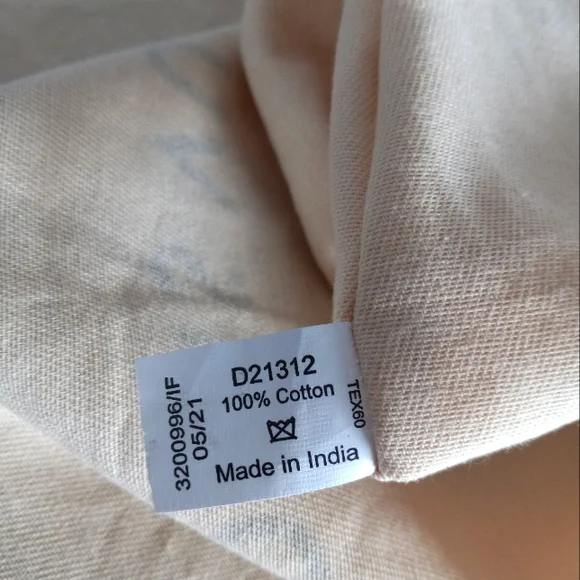 D21312
100% Cotton
Made in India
3200996/IF
05/21
TEX60